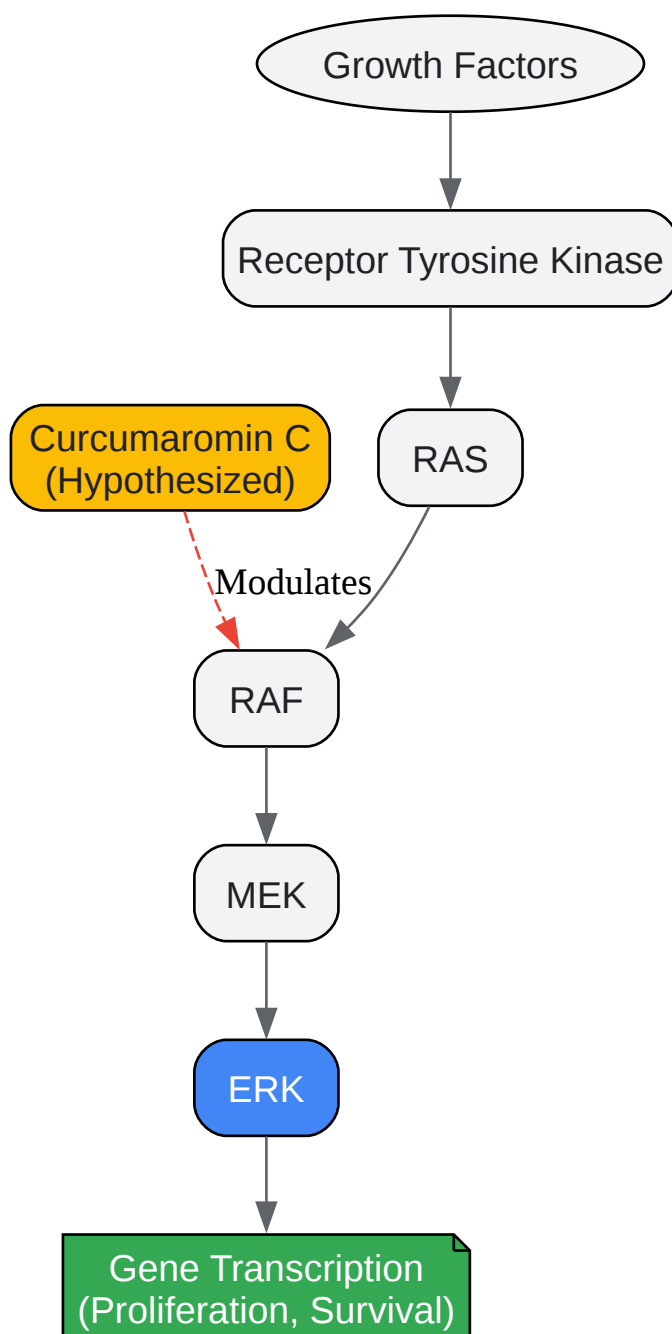 Growth Factors
Receptor Tyrosine Kinase
Curcumaromin C
(Hypothesized)
RAS
Modulates
RAF
MEK
ERK
Gene Transcription
(Proliferation, Survival)